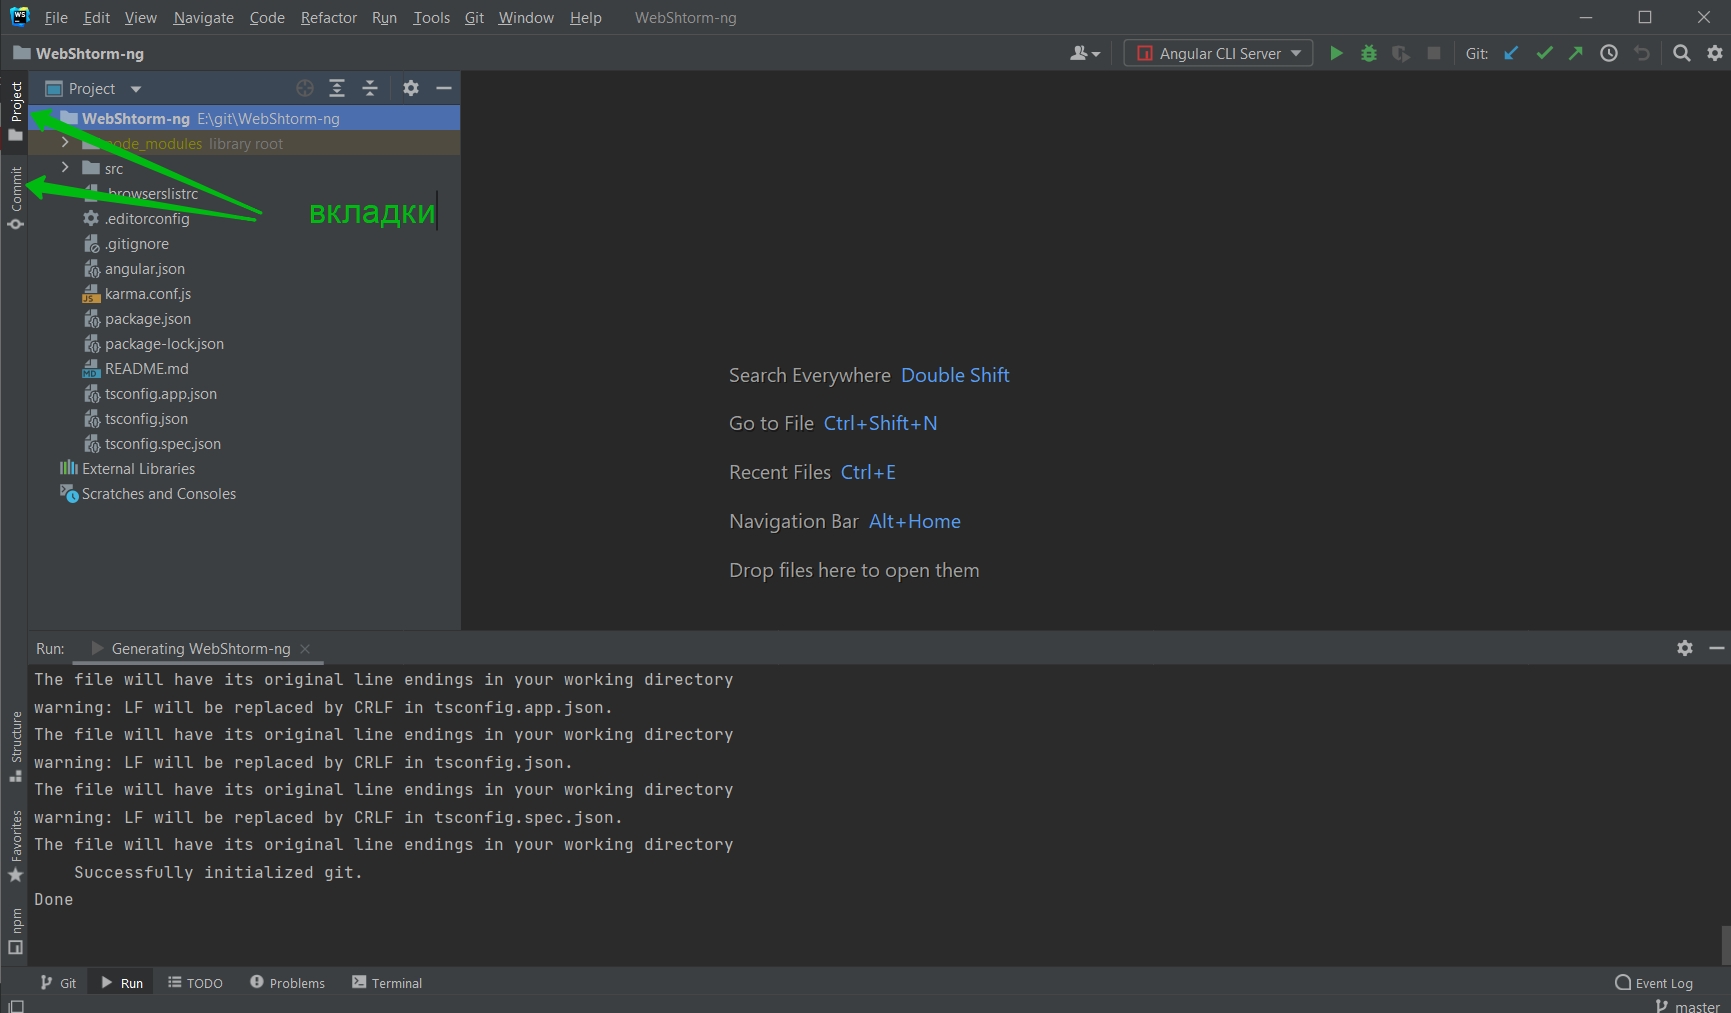 WS File Edit View Navigate Code Refactor Run Tools Git Window Help WebShtorm-ng
WebShtorm-ng
Angular CLI Server
Git:
Project
Project
Commit
WebShtorm-ng E:\git\WebShtorm-ng
node_modules library root
src
.browserslistrc
вкладки
.editorconfig
.gitignore
angular.json
JS karma.conf.js
package.json
package-lock.json
MD README.md
tsconfig.app.json
tsconfig.json
tsconfig.spec.json
External Libraries
Scratches and Consoles
Search Everywhere Double Shift
Go to File Ctrl+Shift+N
Recent Files Ctrl+E
Navigation Bar Alt+Home
Drop files here to open them
Run: Generating WebShtorm-ng
The file will have its original line endings in your working directory
warning: LF will be replaced by CRLF in tsconfig.app.json.
The file will have its original line endings in your working directory
warning: LF will be replaced by CRLF in tsconfig.json.
The file will have its original line endings in your working directory
warning: LF will be replaced by CRLF in tsconfig.spec.json.
The file will have its original line endings in your working directory
Successfully initialized git.
Done
Structure
Favorites
npm
Git Run TODO Problems Terminal Event Log
master